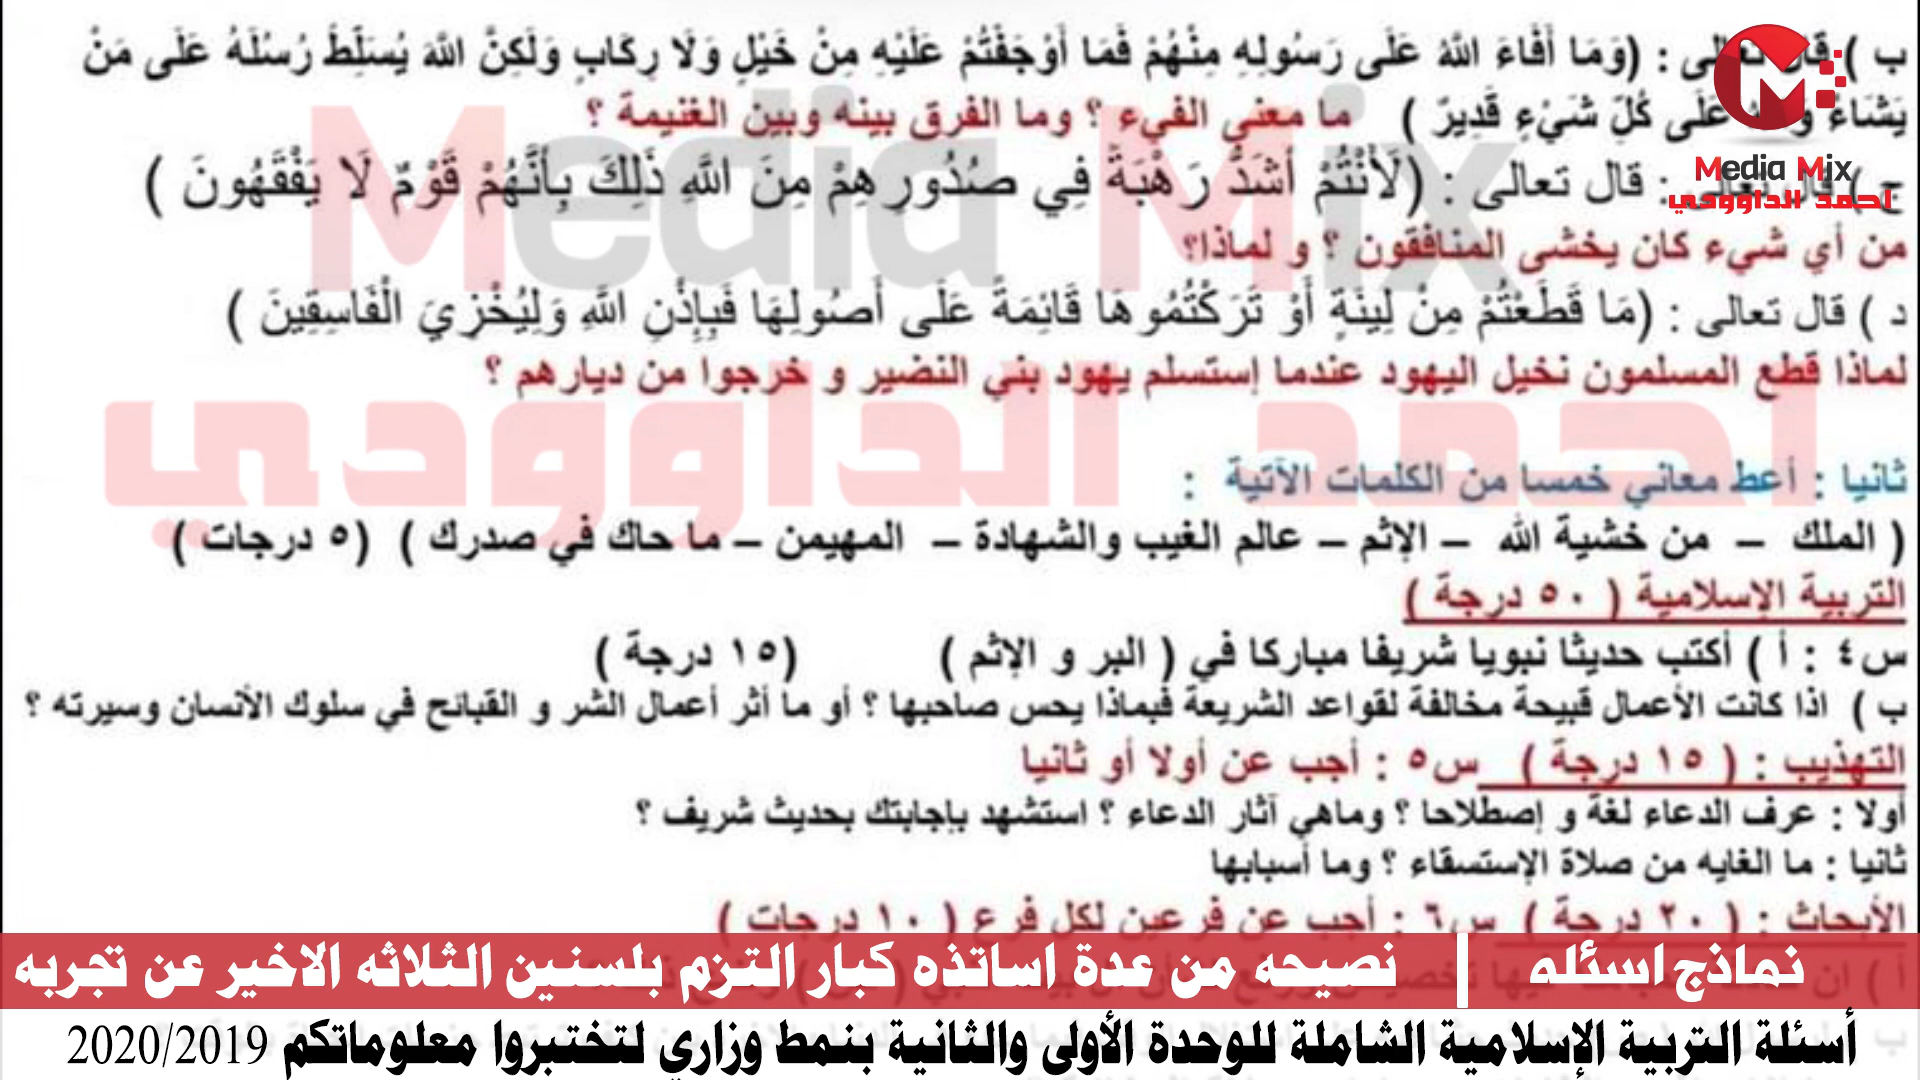 ب ) قال تعالى : (وَمَا أَفَاءَ اللَّهُ عَلَى رَسُولِهِ مِنْهُمْ فَمَا أَوْجَفْتُمْ عَلَيْهِ مِنْ خَيْلٍ وَلَا رِكَابٍ وَلَكِنَّ اللَّهَ يُسَلِّطُ رُسُلَهُ عَلَى مَنْ
يَشَاءُ عَلَى كُلِّ شَيْءٍ قَدِيرٌ ) ما معنى الفيء ؟ وما الفرق بينه وبين الغنيمة ؟
Media Mix
احمد الداوودي
ج ) قال تعالى : قال تعالى : (لَأَنْتُمْ أَشَدُّ رَهْبَةً فِي صُدُورِهِمْ مِنَ اللَّهِ ذَلِكَ بِأَنَّهُمْ قَوْمٌ لَا يَفْقَهُونَ )
من أي شيء كان يخشى المنافقون ؟ و لماذا؟
د ) قال تعالى : (مَا قَطَعْتُمْ مِنْ لِينَةٍ أَوْ تَرَكْتُمُوهَا قَائِمَةً عَلَى أُصُولِهَا فَبِإِذْنِ اللَّهِ وَلِيُخْزِيَ الْفَاسِقِينَ )
لماذا قطع المسلمون نخيل اليهود عندما إستسلم يهود بني النضير و خرجوا من ديارهم ؟
Media Mix
احمد الداوودي
ثانيا : أعط معاني خمسا من الكلمات الآتية :
( الملك – من خشية الله – الإثم – عالم الغيب والشهادة – المهيمن – ما حاك في صدرك ) (٥ درجات )
التربية الإسلامية ( ٥٠ درجة )
س٤ : أ ) أكتب حديثا نبويا شريفا مباركا في ( البر و الإثم ) (١٥ درجة )
ب ) اذا كانت الأعمال قبيحة مخالفة لقواعد الشريعة فبماذا يحس صاحبها ؟ أو ما أثر أعمال الشر و القبائح في سلوك الأنسان وسيرته ؟
التهذيب : ( ١٥ درجة ) س٥ : أجب عن أولا أو ثانيا
أولا : عرف الدعاء لغة و إصطلاحا ؟ وماهي آثار الدعاء ؟ استشهد بإجابتك بحديث شريف ؟
ثانيا : ما الغايه من صلاة الإستسقاء ؟ وما أسبابها
الأبحاث : ( ٢٠ درجة ) س٦ : أجب عن فرعين لكل فرع ( ١٠ درجات )
نماذج اسئله | نصيحه من عدة اساتذه كبار التزم بلسنين الثلاثه الاخير عن تجربه
أسئلة التربية الإسلامية الشاملة للوحدة الأولى والثانية بنمط وزاري لتختبروا معلوماتكم 2020/2019